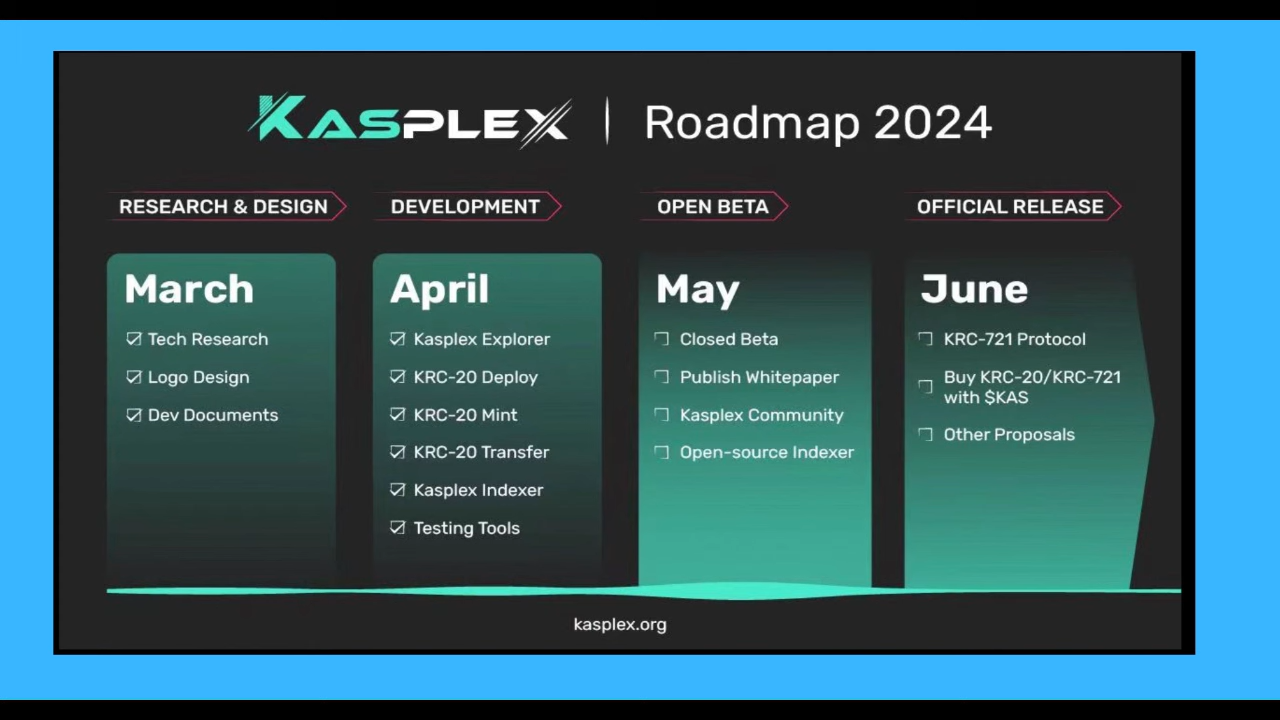 KASPLEX | Roadmap 2024
RESEARCH & DESIGN
March
Tech Research
Logo Design
Dev Documents
DEVELOPMENT
April
Kasplex Explorer
KRC-20 Deploy
KRC-20 Mint
KRC-20 Transfer
Kasplex Indexer
Testing Tools
OPEN BETA
May
Closed Beta
Publish Whitepaper
Kasplex Community
Open-source Indexer
OFFICIAL RELEASE
June
KRC-721 Protocol
Buy KRC-20/KRC-721
with $KAS
Other Proposals
kasplex.org